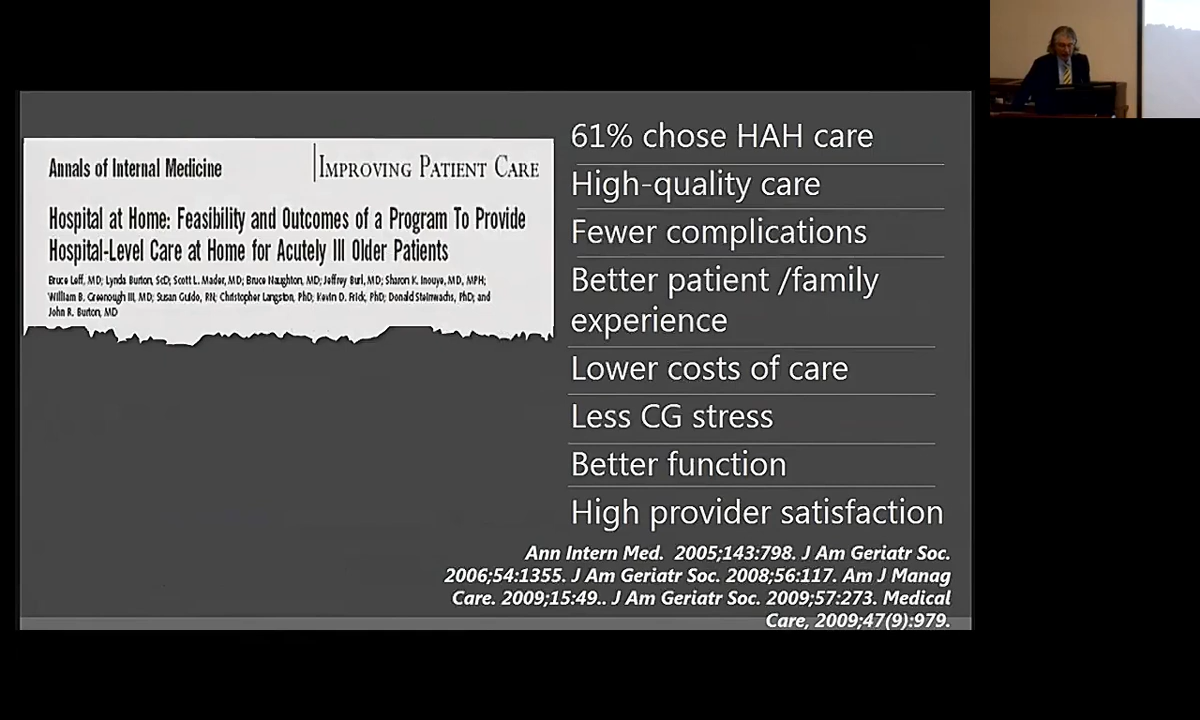 Annals of Internal Medicine
IMPROVING PATIENT CARE
Hospital at Home: Feasibility and Outcomes of a Program To Provide
Hospital-Level Care at Home for Acutely Ill Older Patients
Bruce Leff, MD; Lynda Burton, ScD; Scott L. Mader, MD; Bruce Naughton, MD; Jeffrey Burl, MD; Sharon K. Inouye, MD, MPH;
William B. Greenough III, MD; Susan Guido, RN; Christopher Langston, PhD; Kevin D. Frick, PhD; Donald Steinwachs, PhD; and
John R. Burton, MD
61% chose HAH care
High-quality care
Fewer complications
Better patient /family
experience
Lower costs of care
Less CG stress
Better function
High provider satisfaction
Ann Intern Med. 2005;143:798. J Am Geriatr Soc.
2006;54:1355. J Am Geriatr Soc. 2008;56:117. Am J Manag
Care. 2009;15:49.. J Am Geriatr Soc. 2009;57:273. Medical
Care, 2009;47(9):979.